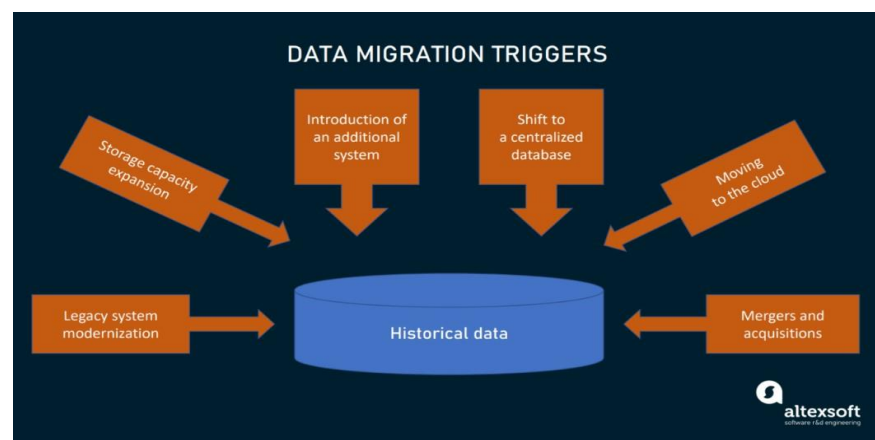 DATA MIGRATION TRIGGERS
Storage capacity
expansion
Introduction of
an additional
system
Shift to
a centralized
database
Moving
to the cloud
Legacy system
modernization
Historical data
Mergers and
acquisitions
altexsoft
software r&d engineering